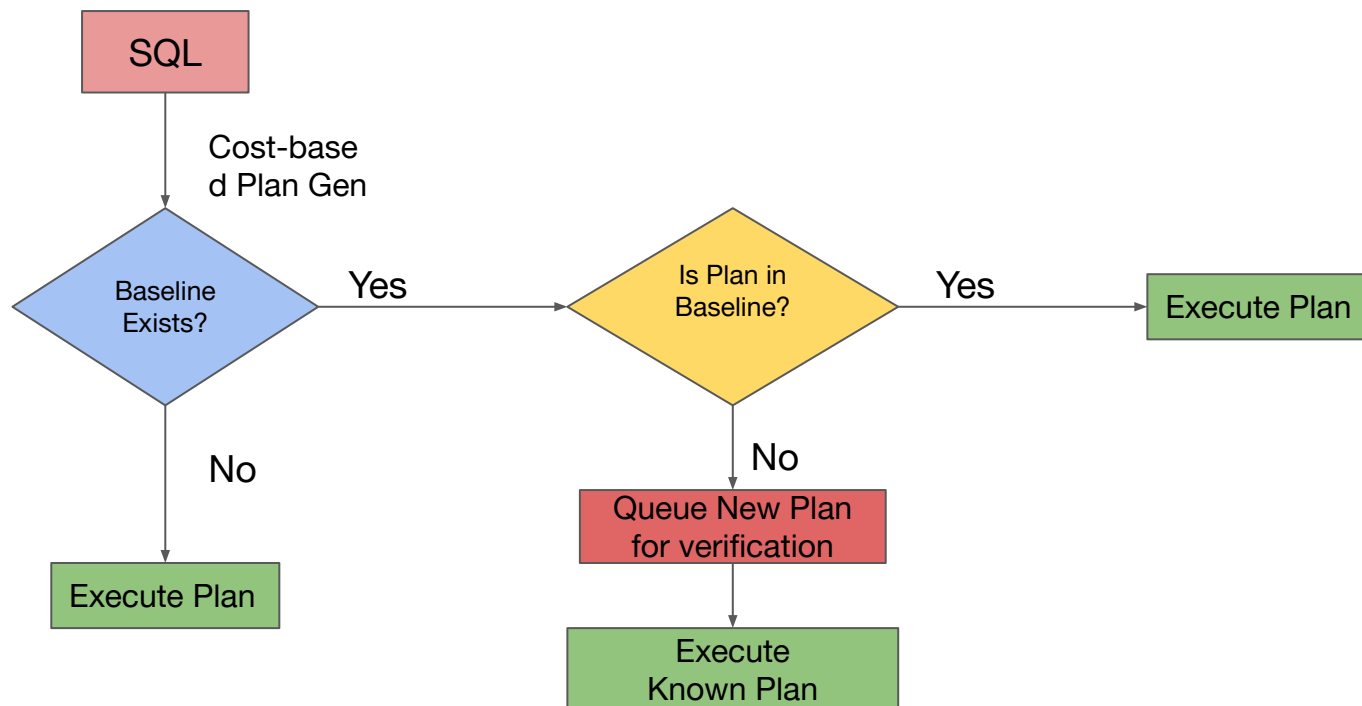 SQL
Cost-base
d Plan Gen
Baseline
Exists?
Yes
Is Plan in
Baseline?
Yes
Execute Plan
No
No
Queue New Plan
for verification
Execute Plan
Execute
Known Plan